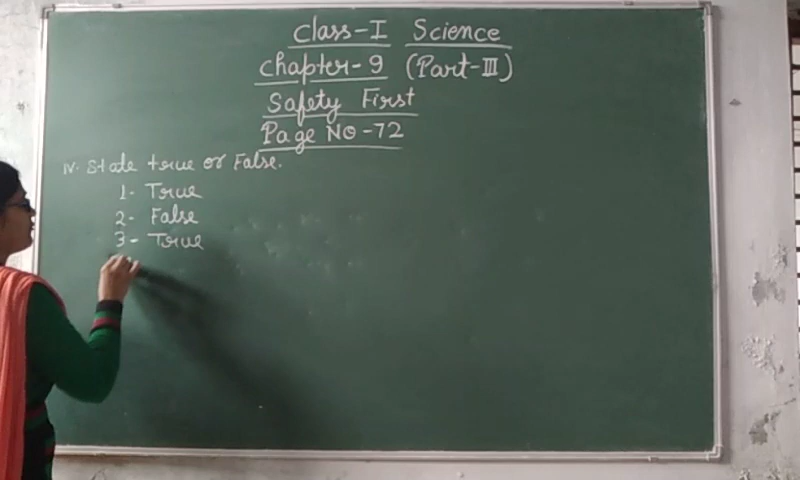 Class-I Science
Chapter-9 (Part-III)
Safety First
Page No-72
IV. State true or False.
1- True
2- False
3- True